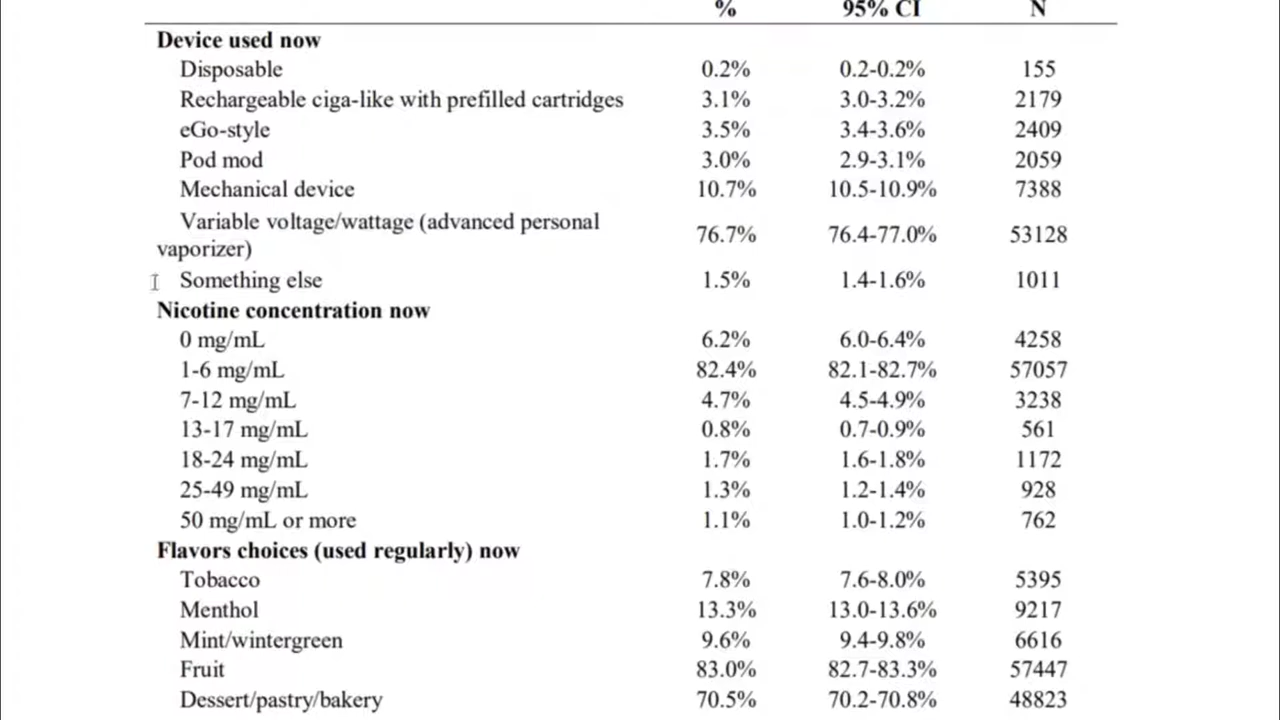 % 95% CI N
Device used now
Disposable 0.2% 0.2-0.2% 155
Rechargeable ciga-like with prefilled cartridges 3.1% 3.0-3.2% 2179
eGo-style 3.5% 3.4-3.6% 2409
Pod mod 3.0% 2.9-3.1% 2059
Mechanical device 10.7% 10.5-10.9% 7388
Variable voltage/wattage (advanced personal
vaporizer) 76.7% 76.4-77.0% 53128
Something else 1.5% 1.4-1.6% 1011
Nicotine concentration now
0 mg/mL 6.2% 6.0-6.4% 4258
1-6 mg/mL 82.4% 82.1-82.7% 57057
7-12 mg/mL 4.7% 4.5-4.9% 3238
13-17 mg/mL 0.8% 0.7-0.9% 561
18-24 mg/mL 1.7% 1.6-1.8% 1172
25-49 mg/mL 1.3% 1.2-1.4% 928
50 mg/mL or more 1.1% 1.0-1.2% 762
Flavors choices (used regularly) now
Tobacco 7.8% 7.6-8.0% 5395
Menthol 13.3% 13.0-13.6% 9217
Mint/wintergreen 9.6% 9.4-9.8% 6616
Fruit 83.0% 82.7-83.3% 57447
Dessert/pastry/bakery 70.5% 70.2-70.8% 48823